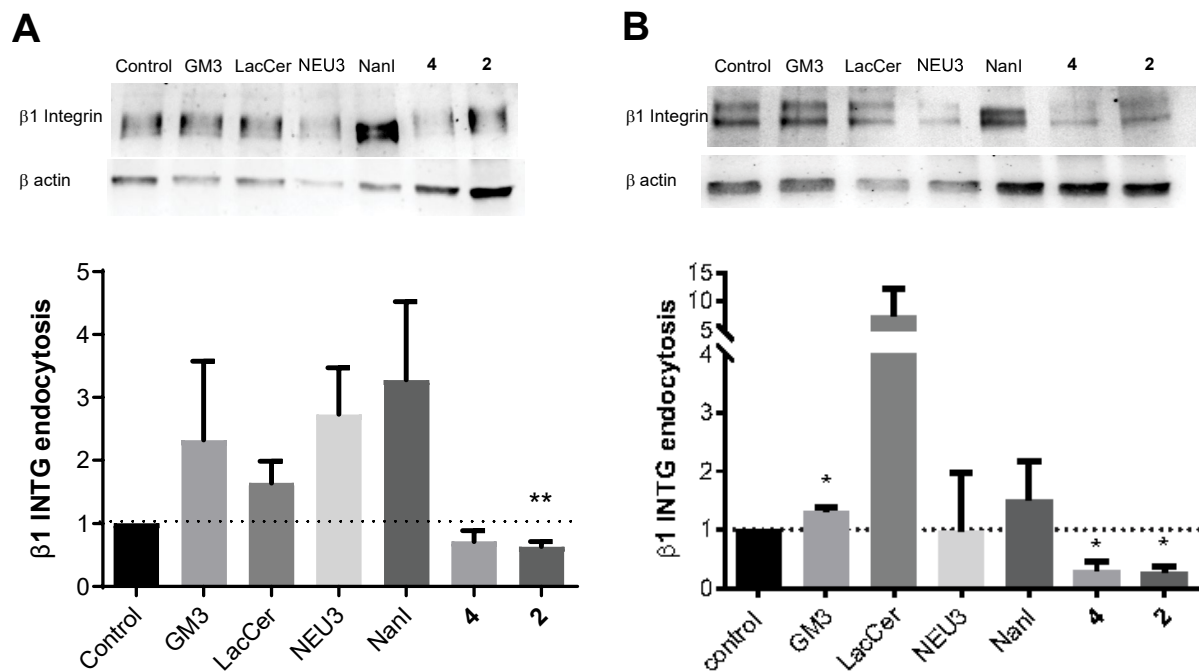 A
Control GM3 LacCer NEU3 NanI 4 2
β1 Integrin
β actin
β1 INTG endocytosis
5
4
3
2
1
0
**
Control GM3 LacCer NEU3 NanI 4 2
B
Control GM3 LacCer NEU3 NanI 4 2
β1 Integrin
β actin
β1 INTG endocytosis
15
10
5
4
3
2
1
0
* * *
control GM3 LacCer NEU3 NanI 4 2